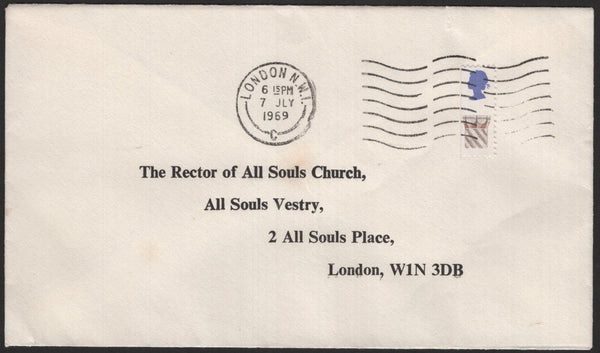 LONDON N.W.1.
6 15PM
7 JLY
1969
C
The Rector of All Souls Church,
All Souls Vestry,
2 All Souls Place,
London, W1N 3DB